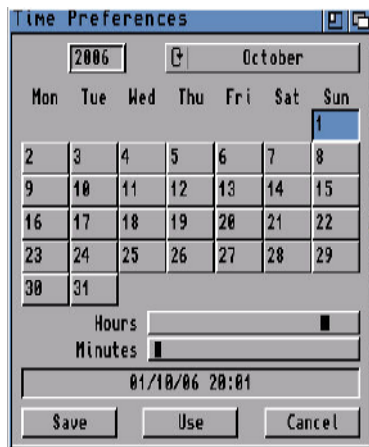 Time Preferences
2006 October
Mon Tue Wed Thu Fri Sat Sun
1
2 3 4 5 6 7 8
9 10 11 12 13 14 15
16 17 18 19 20 21 22
23 24 25 26 27 28 29
30 31
Hours
Minutes
01/10/06 20:01
Save Use Cancel